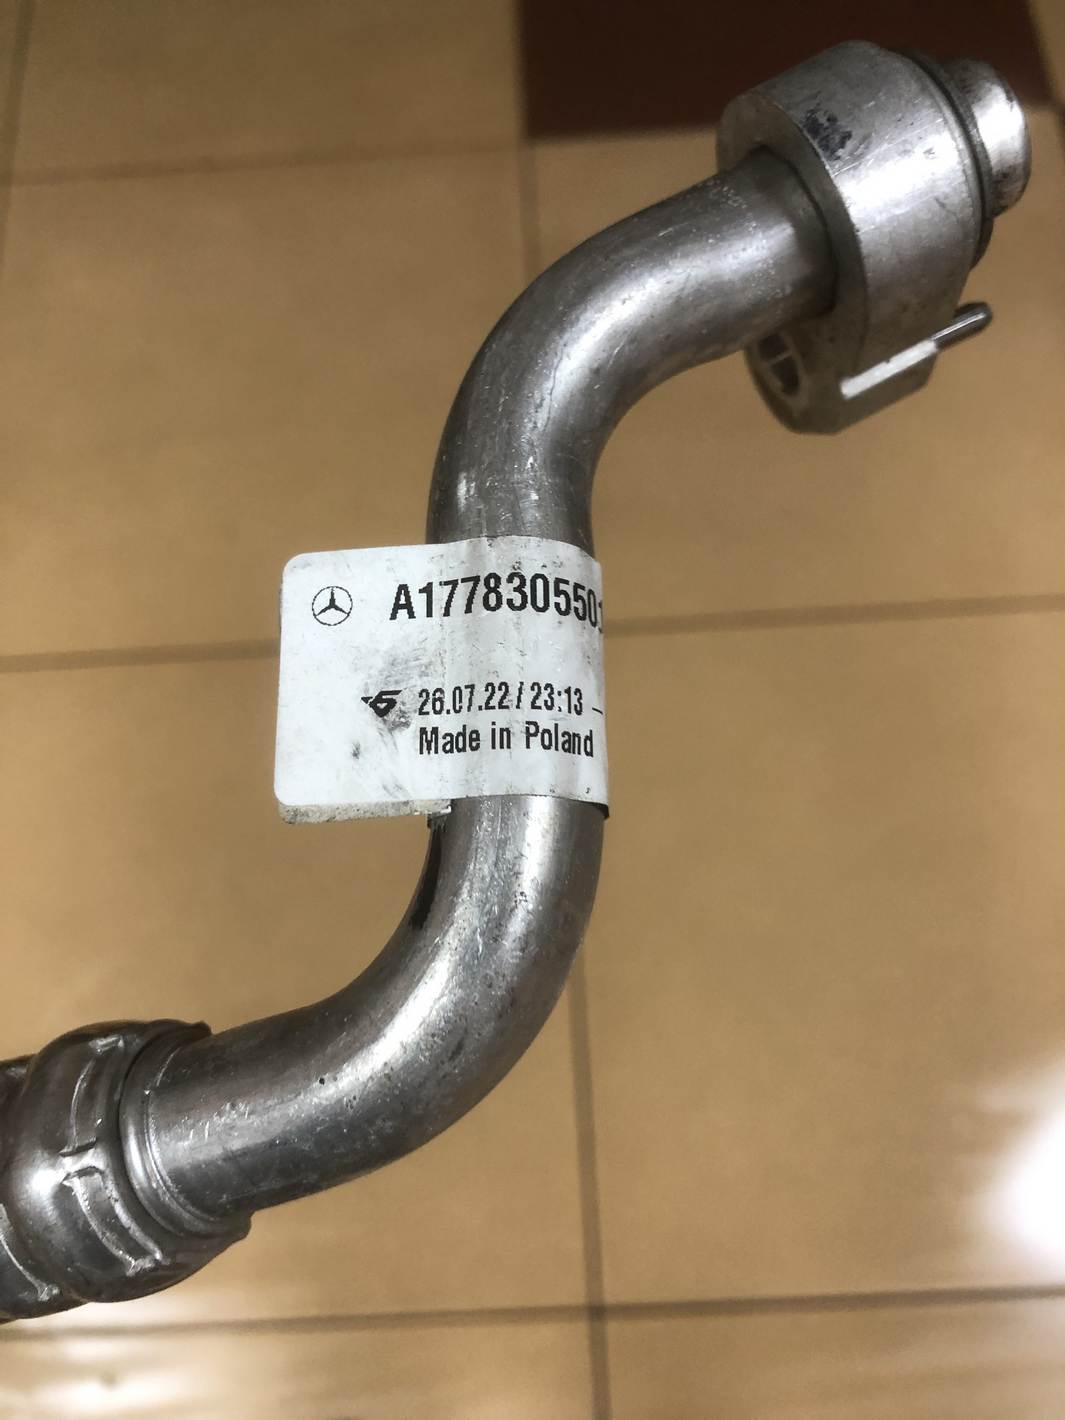 A1778305501
26.07.22 / 23:13 –
Made in Poland